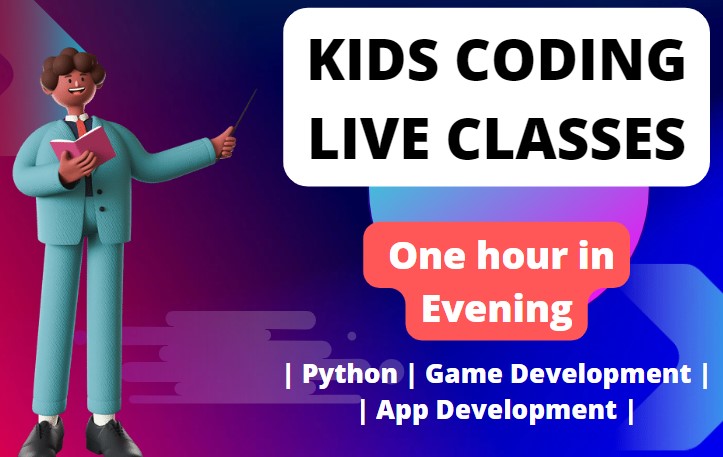 KIDS CODING
LIVE CLASSES
One hour in
Evening
| Python | Game Development |
| App Development |